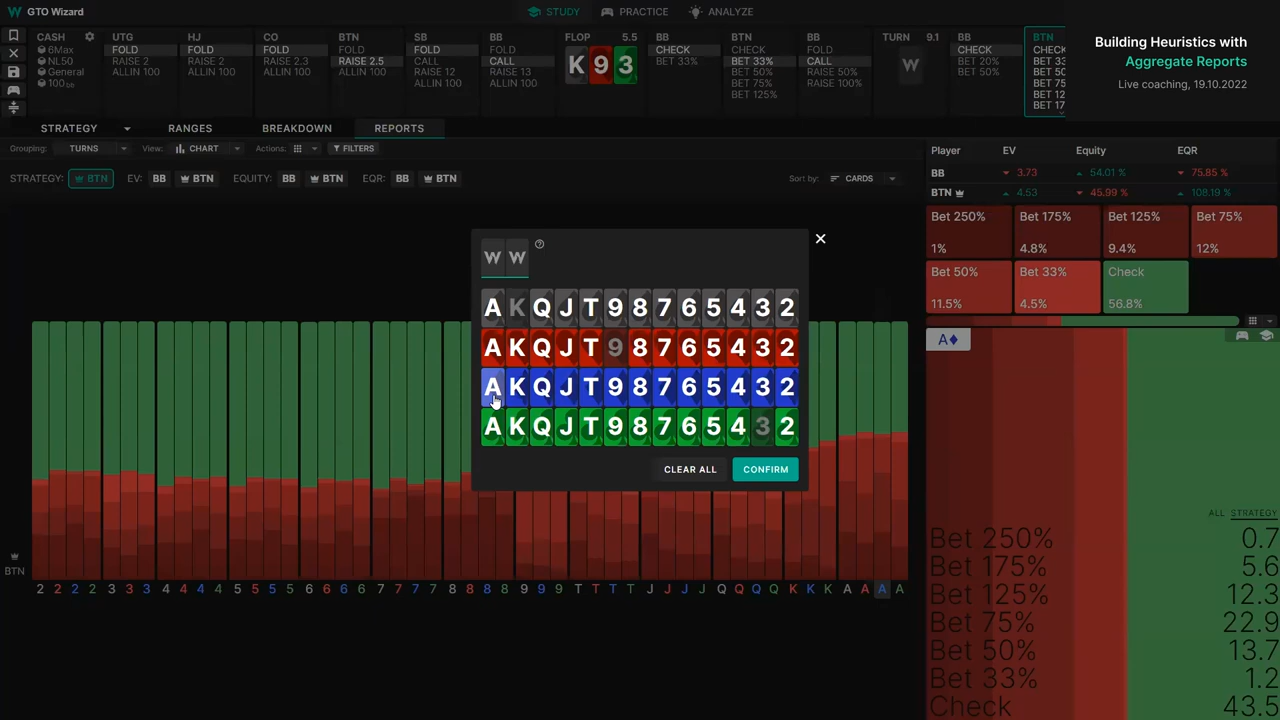 GTO Wizard
STUDY
PRACTICE
ANALYZE
CASH
6Max
NL50
General
100bb
UTG
FOLD
RAISE 2
ALLIN 100
HJ
FOLD
RAISE 2
ALLIN 100
CO
FOLD
RAISE 2.3
ALLIN 100
BTN
FOLD
RAISE 2.5
ALLIN 100
SB
FOLD
CALL
RAISE 12
ALLIN 100
BB
FOLD
CALL
RAISE 13
ALLIN 100
FLOP 5.5
K 9 3
BB
CHECK
BET 33%
BTN
CHECK
BET 33%
BET 50%
BET 75%
BET 125%
BB
FOLD
CALL
RAISE 50%
RAISE 100%
TURN 9.1
W
BB
CHECK
BET 20%
BET 50%
BTN
CHECK
BET 33
BET 50
BET 75
BET 12
BET 17
Building Heuristics with
Aggregate Reports
Live coaching, 19.10.2022
STRATEGY
RANGES
BREAKDOWN
REPORTS
Grouping: TURNS
View: CHART
Actions:
FILTERS
STRATEGY: BTN
EV: BB BTN
EQUITY: BB BTN
EQR: BB BTN
Sort by: CARDS
Player EV Equity EQR
BB 3.73 54.01 % 75.85 %
BTN 4.53 45.99 % 108.19 %
Bet 250%
1%
Bet 175%
4.8%
Bet 125%
9.4%
Bet 75%
12%
Bet 50%
11.5%
Bet 33%
4.5%
Check
56.8%
A♦
W W
A K Q J T 9 8 7 6 5 4 3 2
A K Q J T 9 8 7 6 5 4 3 2
A K Q J T 9 8 7 6 5 4 3 2
A K Q J T 9 8 7 6 5 4 3 2
CLEAR ALL
CONFIRM
ALL STRATEGY
Bet 250% 0.7
Bet 175% 5.6
Bet 125% 12.3
Bet 75% 22.9
Bet 50% 13.7
Bet 33% 1.2
Check 43.5
BTN
2 2 2 2 3 3 3 4 4 4 4 5 5 5 5 6 6 6 6 7 7 7 7 8 8 8 8 9 9 9 T T T T J J J J Q Q Q Q K K K A A A A